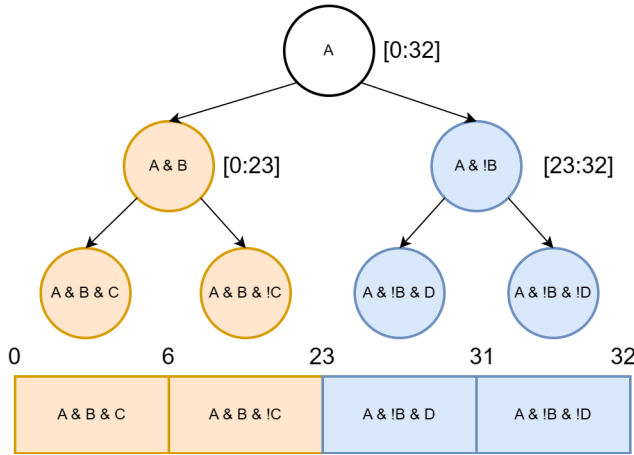 A [0:32]
A & B [0:23] A & !B [23:32]
A & B & C A & B & !C A & !B & D A & !B & !D
0 6 23 31 32
A & B & C A & B & !C A & !B & D A & !B & !D